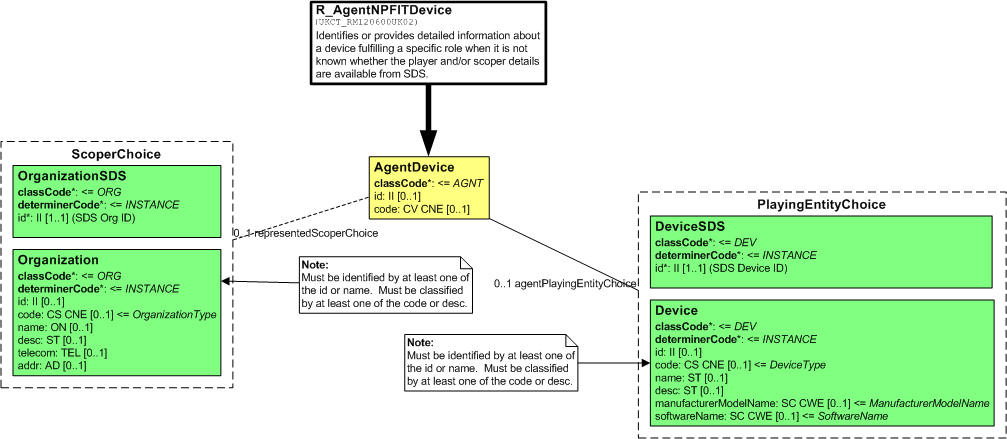 R_AgentNPFITDevice
(UKCT_RM120600UK02)
Identifies or provides detailed information about
a device fulfilling a specific role when it is not
known whether the player and/or scoper details
are available from SDS.
ScoperChoice
OrganizationSDS
classCode*: <= ORG
determinerCode*: <= INSTANCE
id*: II [1..1] (SDS Org ID)
Organization
classCode*: <= ORG
determinerCode*: <= INSTANCE
id: II [0..1]
code: CS CNE [0..1] <= OrganizationType
name: ON [0..1]
desc: ST [0..1]
telecom: TEL [0..1]
addr: AD [0..1]
AgentDevice
classCode*: <= AGNT
id: II [0..1]
code: CV CNE [0..1]
0..1 representedScoperChoice
Note:
Must be identified by at least one of
the id or name.  Must be classified
by at least one of the code or desc.
0..1 agentPlayingEntityChoice
Note:
Must be identified by at least one of
the id or name.  Must be classified
by at least one of the code or desc.
PlayingEntityChoice
DeviceSDS
classCode*: <= DEV
determinerCode*: <= INSTANCE
id*: II [1..1] (SDS Device ID)
Device
classCode*: <= DEV
determinerCode*: <= INSTANCE
id: II [0..1]
code: CS CNE [0..1] <= DeviceType
name: ST [0..1]
desc: ST [0..1]
manufacturerModelName: SC CWE [0..1] <= ManufacturerModelName
softwareName: SC CWE [0..1] <= SoftwareName